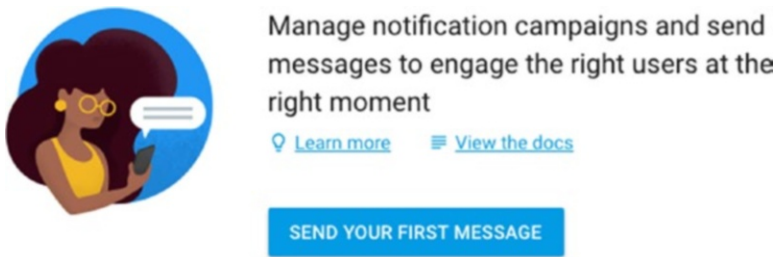 Manage notification campaigns and send
messages to engage the right users at the
right moment
Learn more View the docs
SEND YOUR FIRST MESSAGE